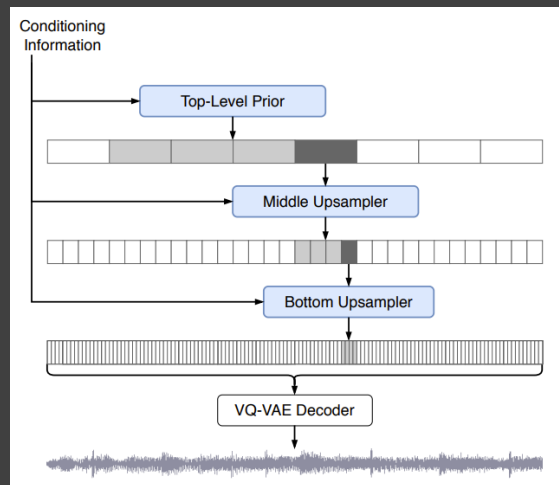 Conditioning
Information
Top-Level Prior
Middle Upsampler
Bottom Upsampler
VQ-VAE Decoder